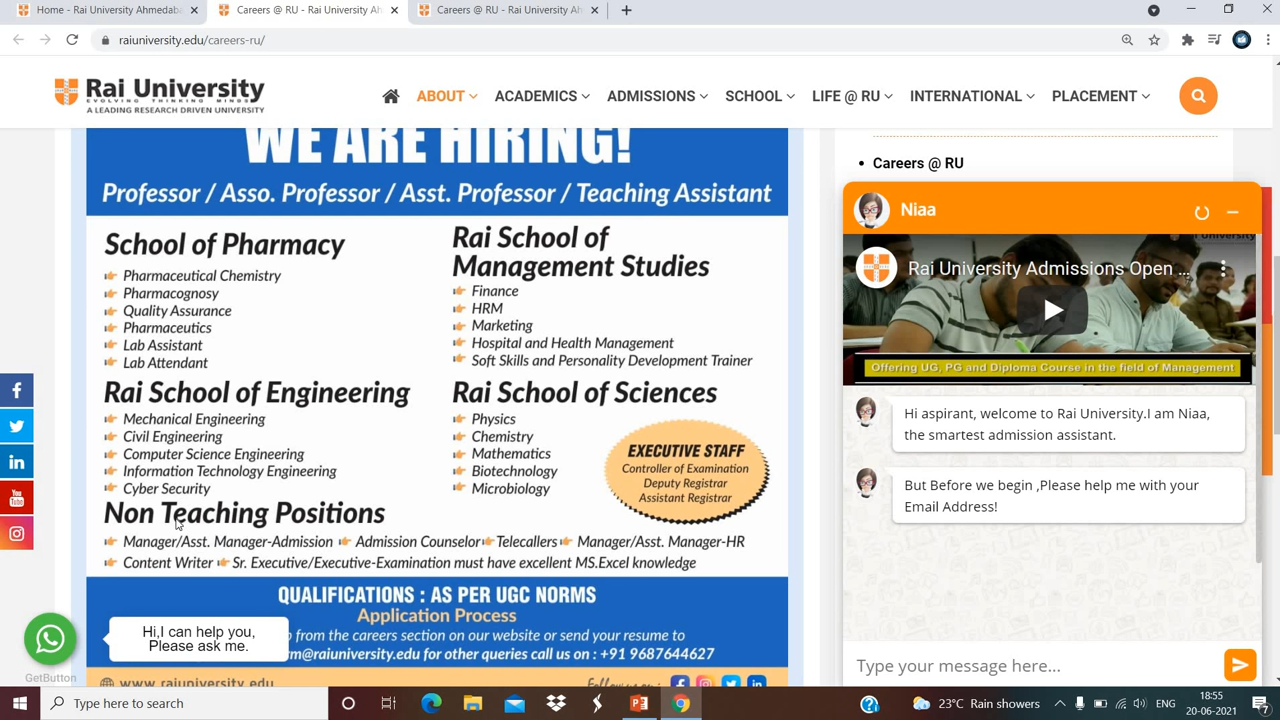 Home - Rai University Ahmedaba
Careers @ RU - Rai University Ah
Careers @ RU - Rai University Ah
raiuniversity.edu/careers-ru/
Rai University
EVOLVING THINKING MINDS
A LEADING RESEARCH DRIVEN UNIVERSITY
ABOUT ACADEMICS ADMISSIONS SCHOOL LIFE @ RU INTERNATIONAL PLACEMENT
WE ARE HIRING!
Professor / Asso. Professor / Asst. Professor / Teaching Assistant
School of Pharmacy
Pharmaceutical Chemistry
Pharmacognosy
Quality Assurance
Pharmaceutics
Lab Assistant
Lab Attendant
Rai School of
Management Studies
Finance
HRM
Marketing
Hospital and Health Management
Soft Skills and Personality Development Trainer
Rai School of Engineering
Mechanical Engineering
Civil Engineering
Computer Science Engineering
Information Technology Engineering
Cyber Security
Rai School of Sciences
Physics
Chemistry
Mathematics
Biotechnology
Microbiology
EXECUTIVE STAFF
Controller of Examination
Deputy Registrar
Assistant Registrar
Non Teaching Positions
Manager/Asst. Manager-Admission Admission Counselor Telecallers Manager/Asst. Manager-HR
Content Writer Sr. Executive/Executive-Examination must have excellent MS.Excel knowledge
QUALIFICATIONS : AS PER UGC NORMS
Application Process
from the careers section on our website or send your resume to
@raiuniversity.edu for other queries call us on : +91 9687644627
www.raiuniversity.edu
Follow us on :
Hi,I can help you,
Please ask me.
GetButton
Careers @ RU
Niaa
Rai University Admissions Open ...
Offering UG, PG and Diploma Course in the field of Management
Hi aspirant, welcome to Rai University.I am Niaa,
the smartest admission assistant.
But Before we begin ,Please help me with your
Email Address!
Type your message here...
Type here to search
23°C Rain showers
ENG
18:55
20-06-2021
7